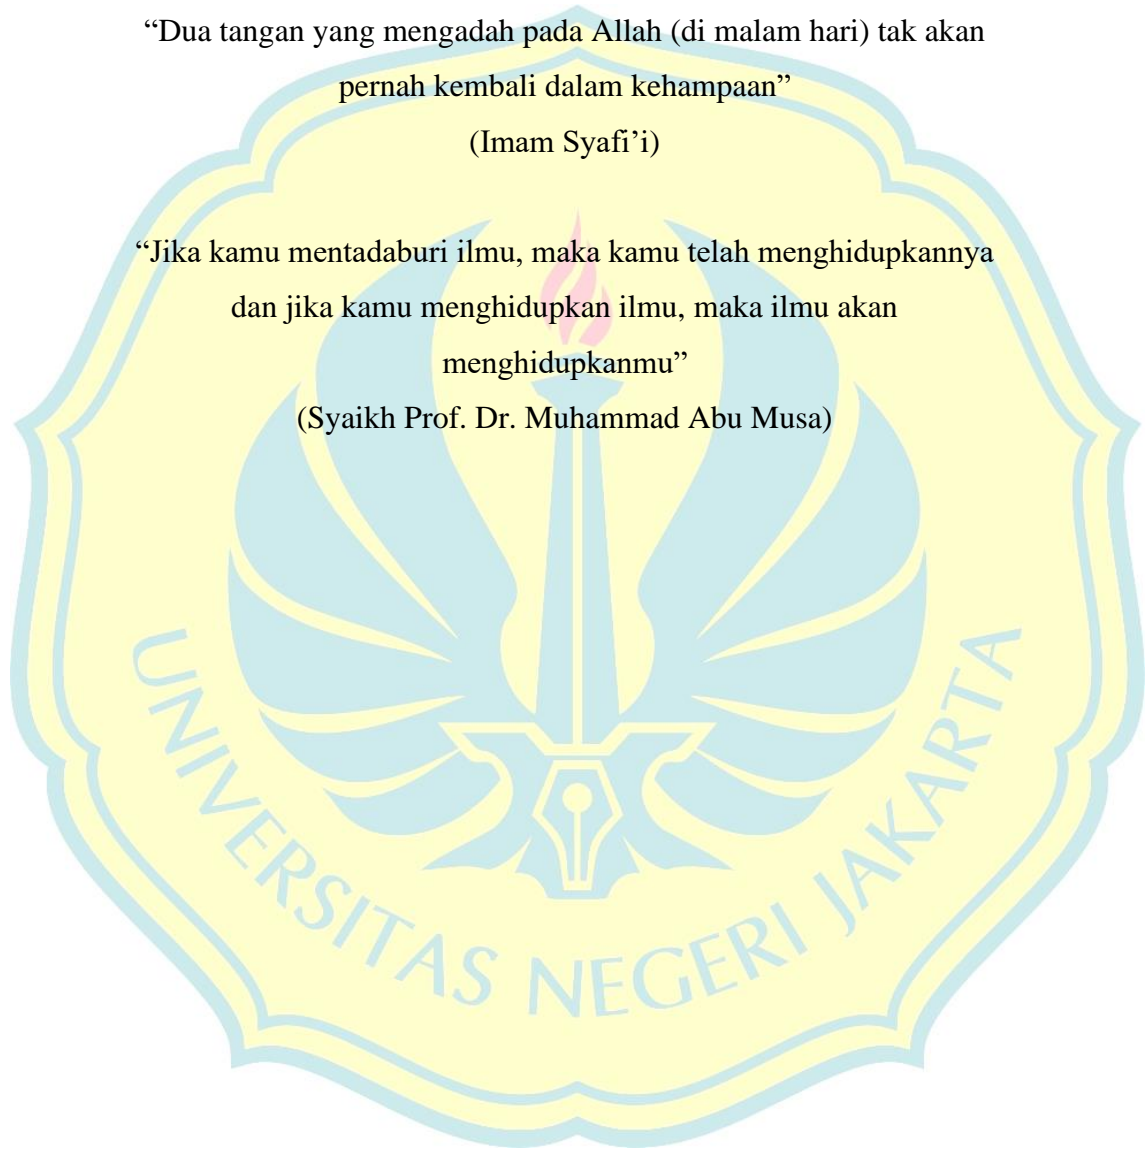 “Dua tangan yang mengadah pada Allah (di malam hari) tak akan
pernah kembali dalam kehampaan”
(Imam Syafi’i)
“Jika kamu mentadaburi ilmu, maka kamu telah menghidupkannya
dan jika kamu menghidupkan ilmu, maka ilmu akan
menghidupkanmu”
(Syaikh Prof. Dr. Muhammad Abu Musa)
UNIVERSITAS NEGERI JAKARTA